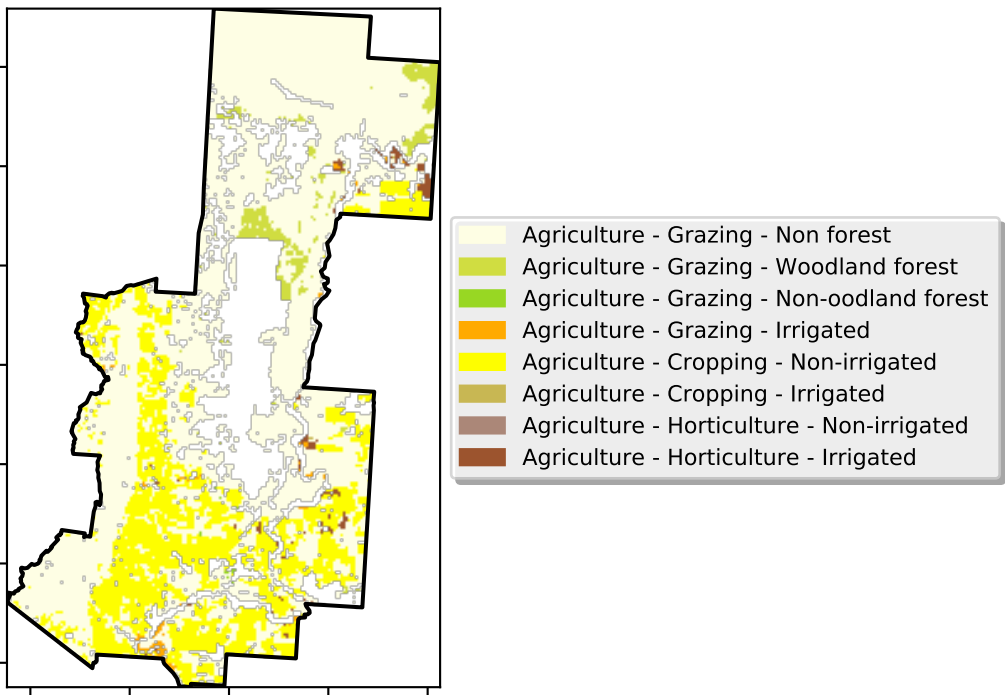 Agriculture - Grazing - Non forest
Agriculture - Grazing - Woodland forest
Agriculture - Grazing - Non-oodland forest
Agriculture - Grazing - Irrigated
Agriculture - Cropping - Non-irrigated
Agriculture - Cropping - Irrigated
Agriculture - Horticulture - Non-irrigated
Agriculture - Horticulture - Irrigated